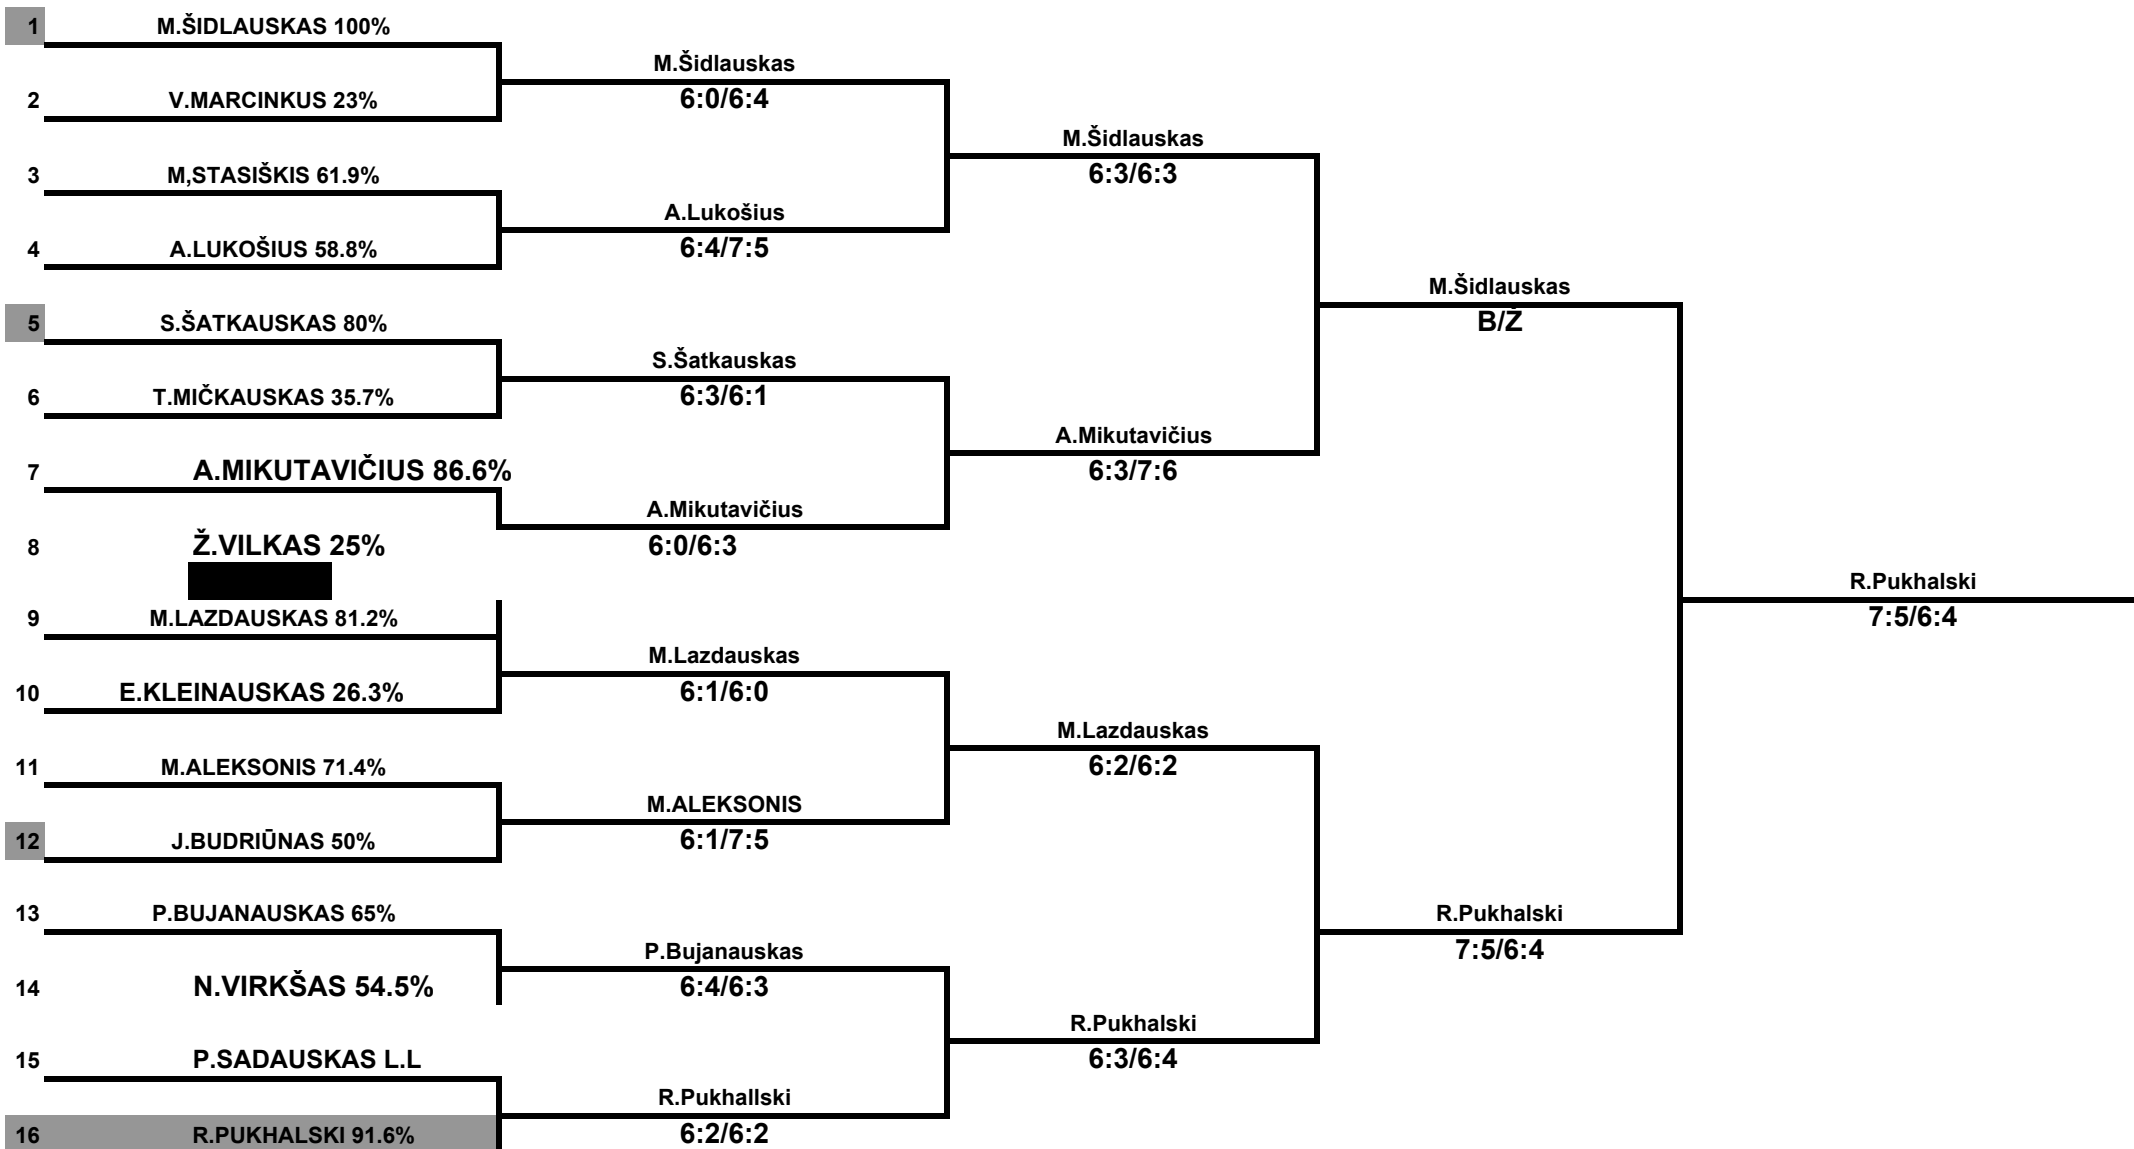 1 M.ŠIDLAUSKAS 100%
M.Šidlauskas
2 V.MARCINKUS 23%
6:0/6:4
M.Šidlauskas
3 M,STASIŠKIS 61.9%
6:3/6:3
A.Lukošius
4 A.LUKOŠIUS 58.8%
6:4/7:5
M.Šidlauskas
5 S.ŠATKAUSKAS 80%
B/Ž
S.Šatkauskas
6 T.MIČKAUSKAS 35.7%
6:3/6:1
A.Mikutavičius
7 A.MIKUTAVIČIUS 86.6%
6:3/7:6
A.Mikutavičius
8 Ž.VILKAS 25%
6:0/6:3
R.Pukhalski
9 M.LAZDAUSKAS 81.2%
7:5/6:4
M.Lazdauskas
10 E.KLEINAUSKAS 26.3%
6:1/6:0
M.Lazdauskas
11 M.ALEKSONIS 71.4%
6:2/6:2
M.ALEKSONIS
12 J.BUDRIŪNAS 50%
6:1/7:5
13 P.BUJANAUSKAS 65%
R.Pukhalski
P.Bujanauskas
7:5/6:4
14 N.VIRKŠAS 54.5%
6:4/6:3
R.Pukhalski
15 P.SADAUSKAS L.L
6:3/6:4
R.Pukhallski
16 R.PUKHALSKI 91.6%
6:2/6:2